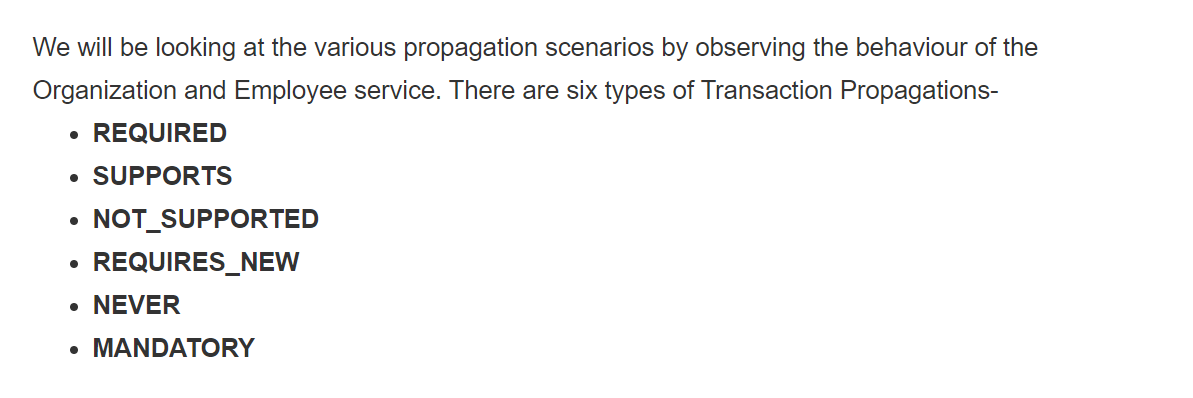 We will be looking at the various propagation scenarios by observing the behaviour of the
Organization and Employee service. There are six types of Transaction Propagations-
• REQUIRED
• SUPPORTS
• NOT_SUPPORTED
• REQUIRES_NEW
• NEVER
• MANDATORY